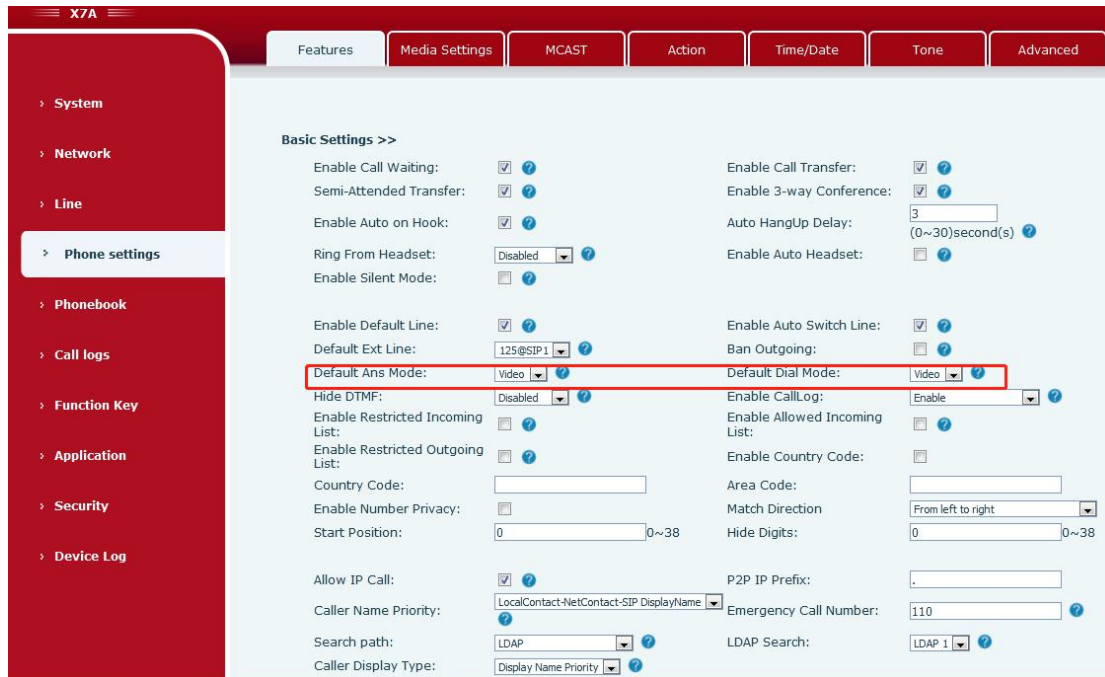 X7A
Features Media Settings MCAST Action Time/Date Tone Advanced
› System
› Network
› Line
› Phone settings
› Phonebook
› Call logs
› Function Key
› Application
› Security
› Device Log
Basic Settings >>
Enable Call Waiting: ? Enable Call Transfer: ?
Semi-Attended Transfer: ? Enable 3-way Conference: ?
Enable Auto on Hook: ? Auto HangUp Delay: 3
(0~30)second(s) ?
Ring From Headset: Disabled ? Enable Auto Headset: ?
Enable Silent Mode: ?
Enable Default Line: ? Enable Auto Switch Line: ?
Default Ext Line: 125@SIP1 ? Ban Outgoing: ?
Default Ans Mode: Video ? Default Dial Mode: Video ?
Hide DTMF: Disabled ? Enable CallLog: Enable ?
Enable Restricted Incoming
List: ? Enable Allowed Incoming
List: ?
Enable Restricted Outgoing
List: ? Enable Country Code:
Country Code: Area Code:
Enable Number Privacy: Match Direction From left to right
Start Position: 0 0~38 Hide Digits: 0 0~38
Allow IP Call: ? P2P IP Prefix: .
Caller Name Priority: LocalContact-NetContact-SIP DisplayName ? Emergency Call Number: 110 ?
Search path: LDAP ? LDAP Search: LDAP 1 ?
Caller Display Type: Display Name Priority ?